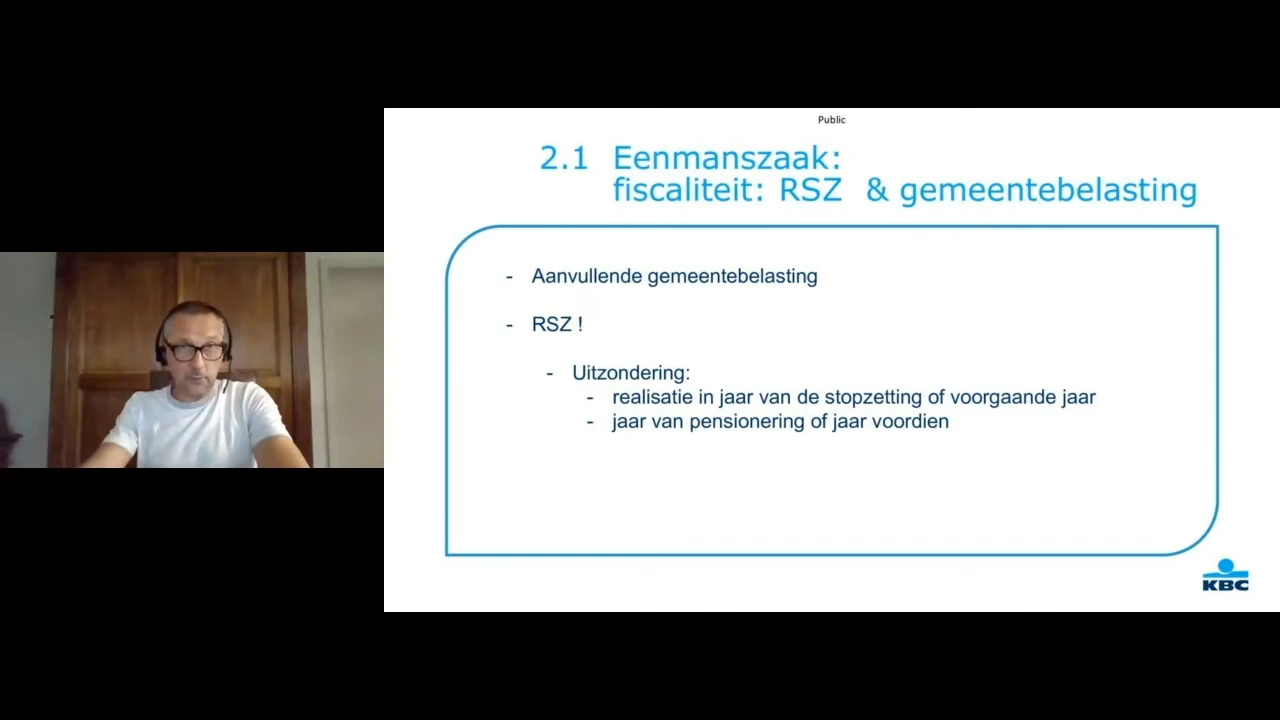 Public
2.1 Eenmanszaak:
fiscaliteit: RSZ & gemeentebelasting
- Aanvullende gemeentebelasting
- RSZ !
- Uitzondering:
- realisatie in jaar van de stopzetting of voorgaande jaar
- jaar van pensionering of jaar voordien
KBC